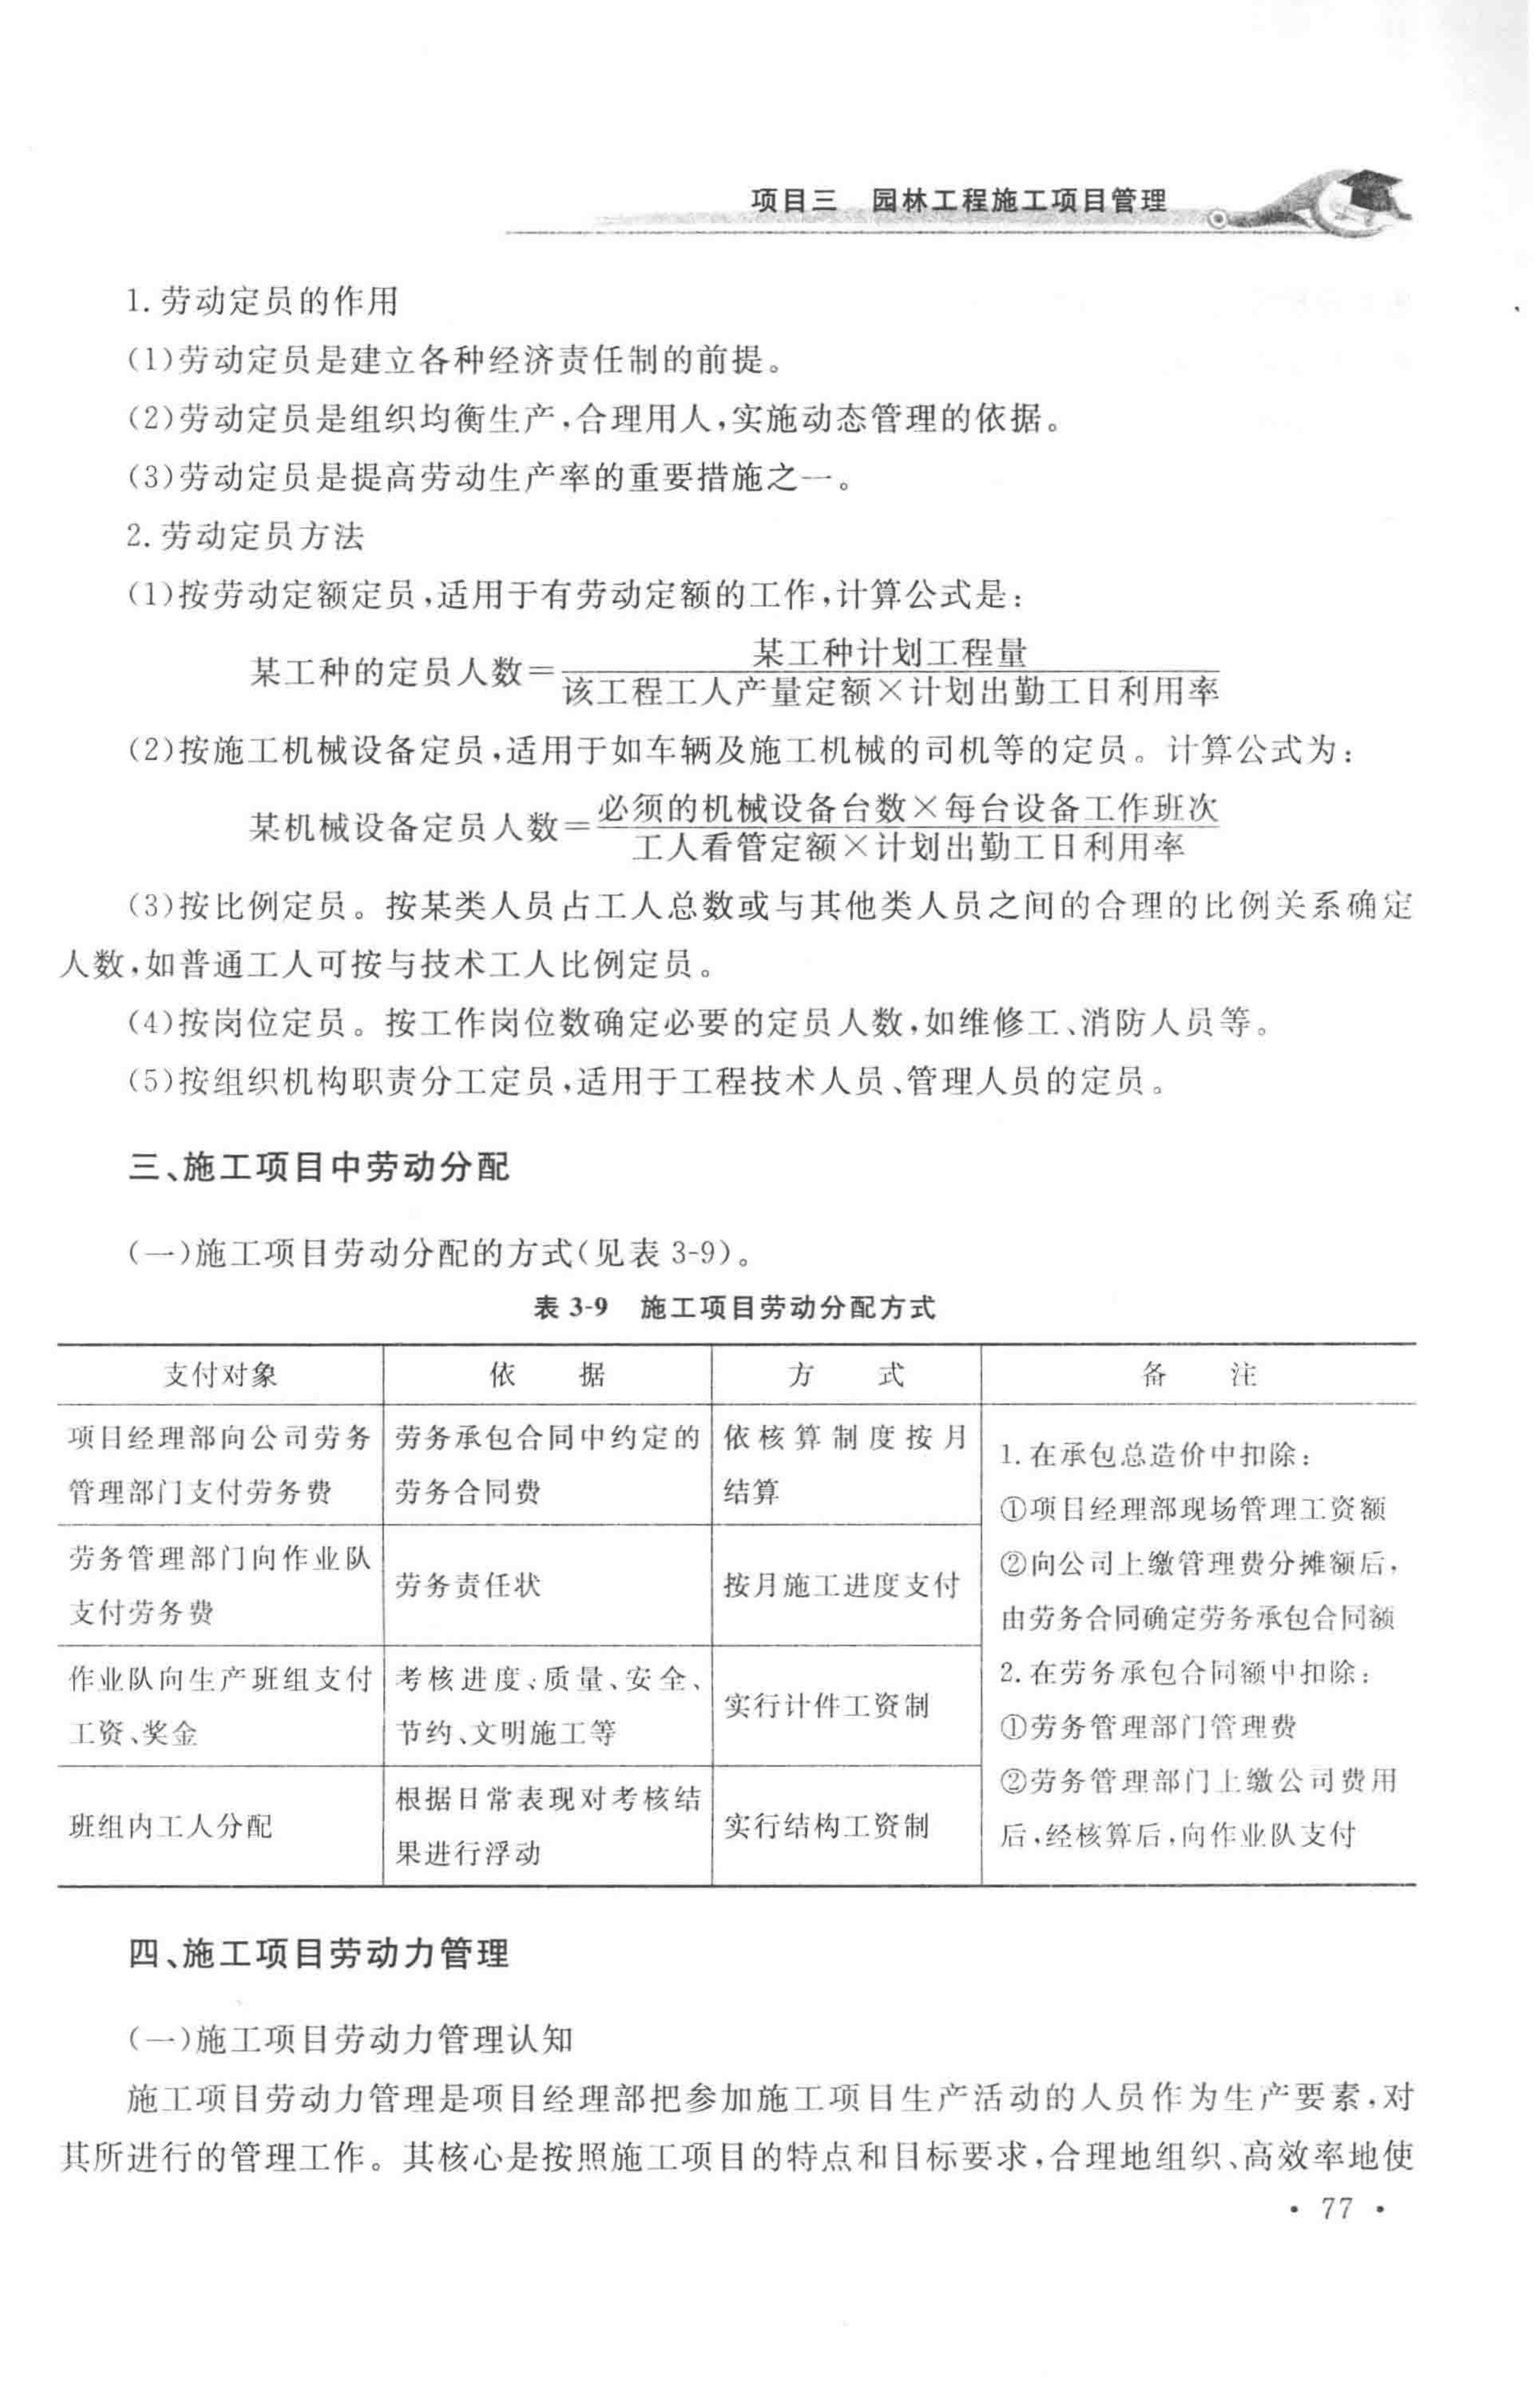 项目三 园林工程施工项目管理
1.劳动定员的作用
(1)劳动定员是建立各种经济责任制的前提。
(2)劳动定员是组织均衡生产,合理用人,实施动态管理的依据。
(3)劳动定员是提高劳动生产率的重要措施之一。
2.劳动定员方法
(1)按劳动定额定员,适用于有劳动定额的工作,计算公式是:
某工种计划工程量
某工种的定员人数=
该工程工人产量定额×计划出勤工日利用率
(2)按施工机械设备定员,适用于如车辆及施工机械的司机等的定员。计算公式为:
必须的机械设备台数×每台设备工作班次
某机械设备定员人数=
工人看管定额×计划出勤工日利用率
(3)按比例定员。按某类人员占工人总数或与其他类人员之间的合理的比例关系确定
人数,如普通工人可按与技术工人比例定员。
(4)按岗位定员。按工作岗位数确定必要的定员人数,如维修工、消防人员等。
(5)按组织机构职责分工定员,适用于工程技术人员、管理人员的定员。
三、施工项目中劳动分配
(一)施工项目劳动分配的方式(见表 3-9)。
表 3-9 施工项目劳动分配方式
支付对象 依 据 方 式 备 注
项目经理部向公司劳务
管理部门支付劳务费
劳务承包合同中约定的
劳务合同费
依核算制度按月
结算
劳务管理部门向作业队
支付劳务费
劳务责任状
按月施工进度支付
作业队向生产班组支付
工资、奖金
考核进度、质量、安全、
节约、文明施工等
实行计件工资制
班组内工人分配
根据日常表现对考核结
果进行浮动
实行结构工资制
1.在承包总造价中扣除:
①项目经理部现场管理工资额
②向公司上缴管理费分摊额后,
由劳务合同确定劳务承包合同额
2.在劳务承包合同额中扣除:
①劳务管理部门管理费
②劳务管理部门上缴公司费用
后,经核算后,向作业队支付
四、施工项目劳动力管理
(一)施工项目劳动力管理认知
施工项目劳动力管理是项目经理部把参加施工项目生产活动的人员作为生产要素,对
其所进行的管理工作。其核心是按照施工项目的特点和目标要求,合理地组织、高效率地使
• 77 •